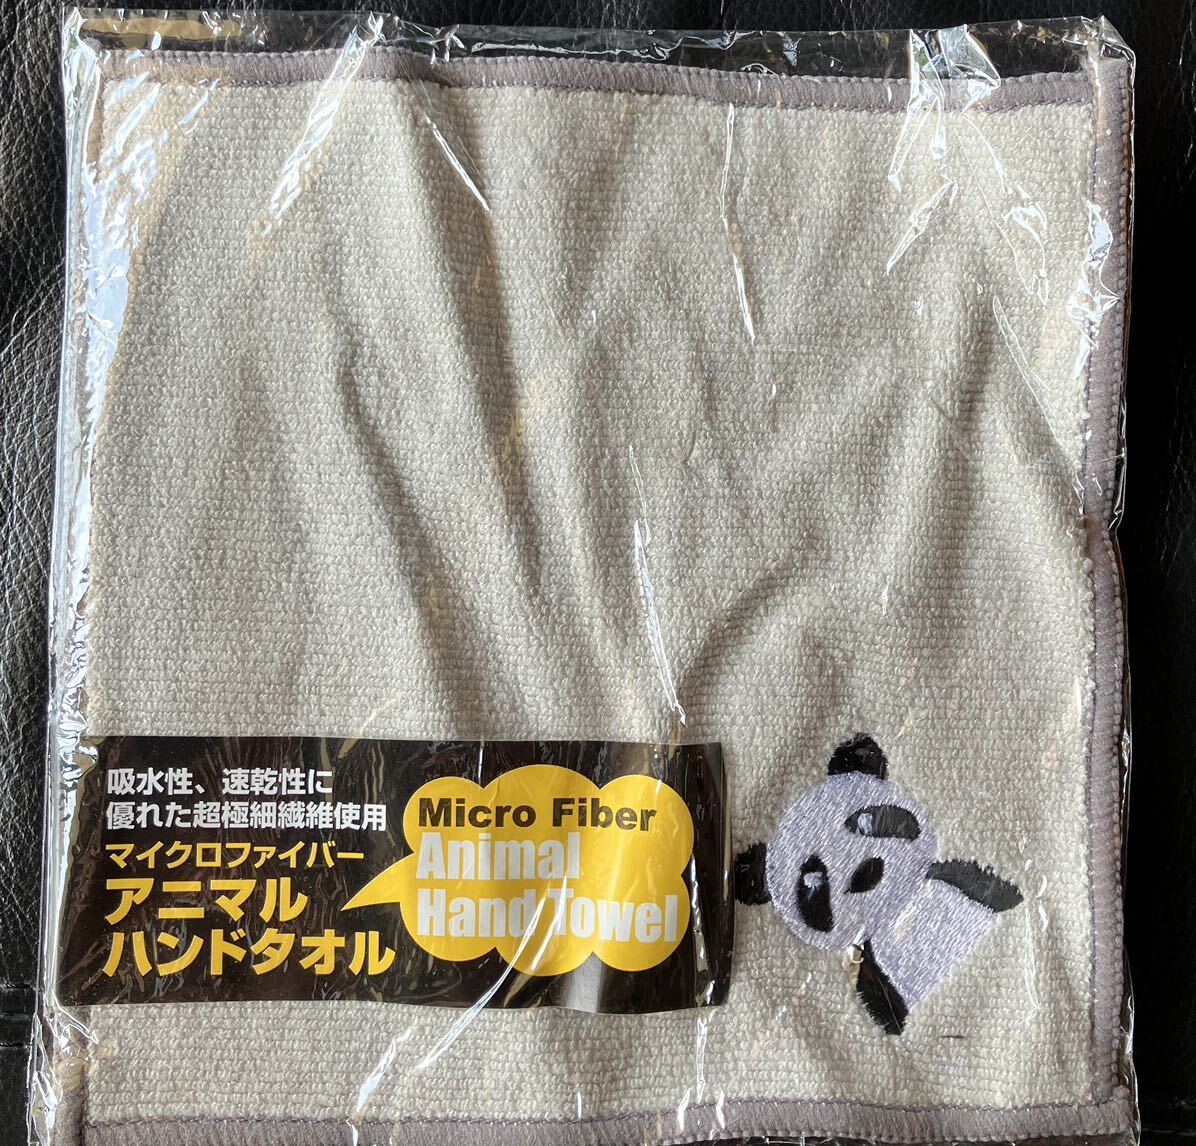 吸水性、速乾性に
優れた超極細繊維使用
マイクロファイバー
アニマル
ハンドタオル
Micro Fiber
Animal
Hand Towel